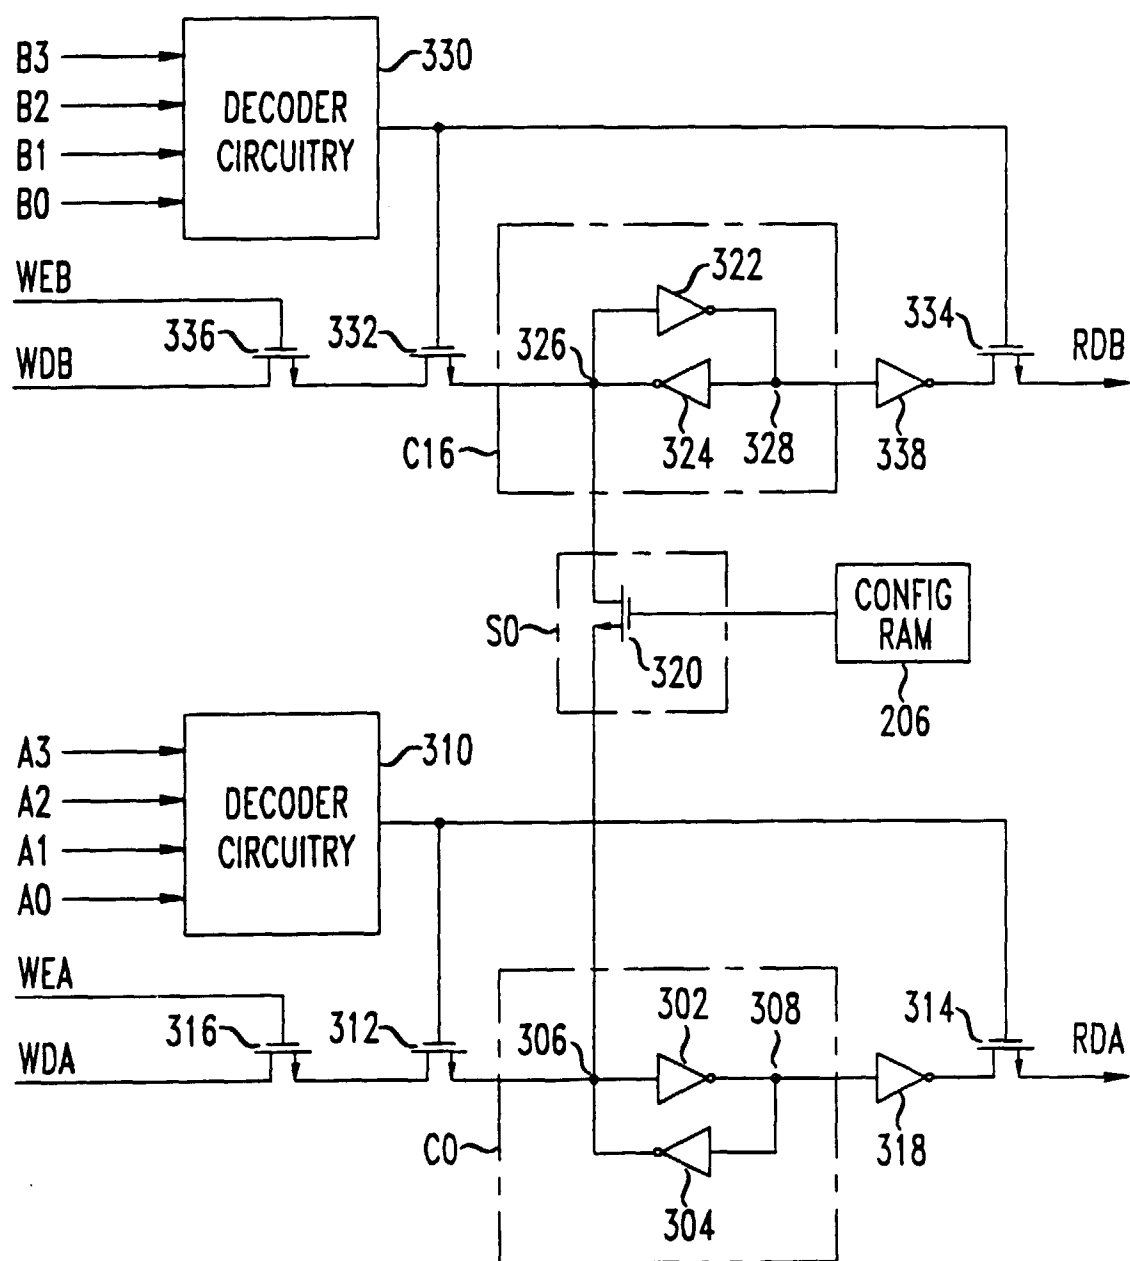 B3
B2
B1
B0
DECODER
CIRCUITRY
330
WEB
WDB
336
332
326
322
324
328
C16
338
334
RDB
S0
320
CONFIG
RAM
206
A3
A2
A1
A0
DECODER
CIRCUITRY
310
WEA
WDA
316
312
306
302
308
304
C0
318
314
RDA